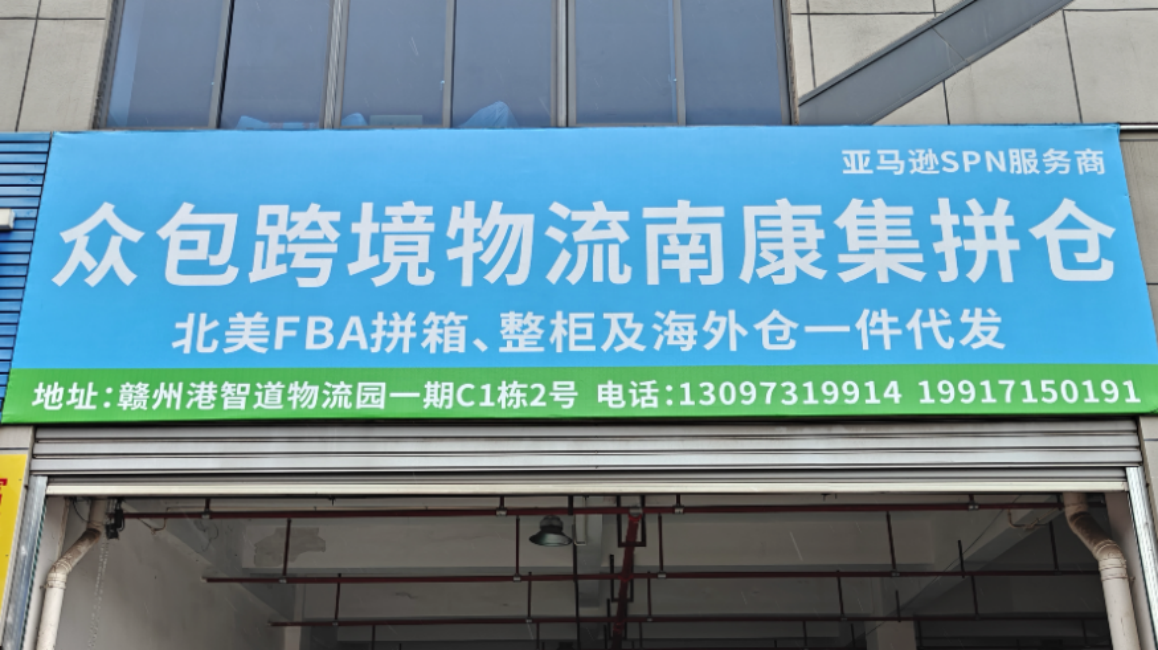 亚马逊SPN服务商
众包跨境物流南康集拼仓
北美FBA拼箱、整柜及海外仓一件代发
地址：赣州港智道物流园一期C1栋2号 电话：13097319914 19917150191